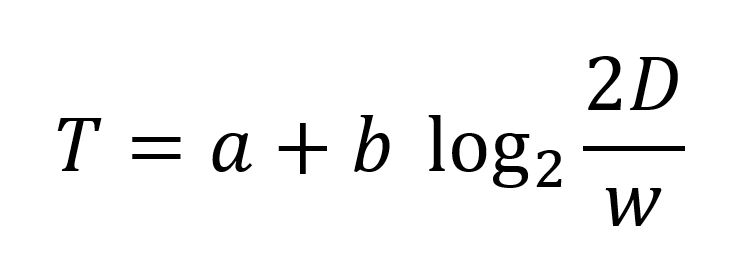 T = a + b log₂ 2D/w